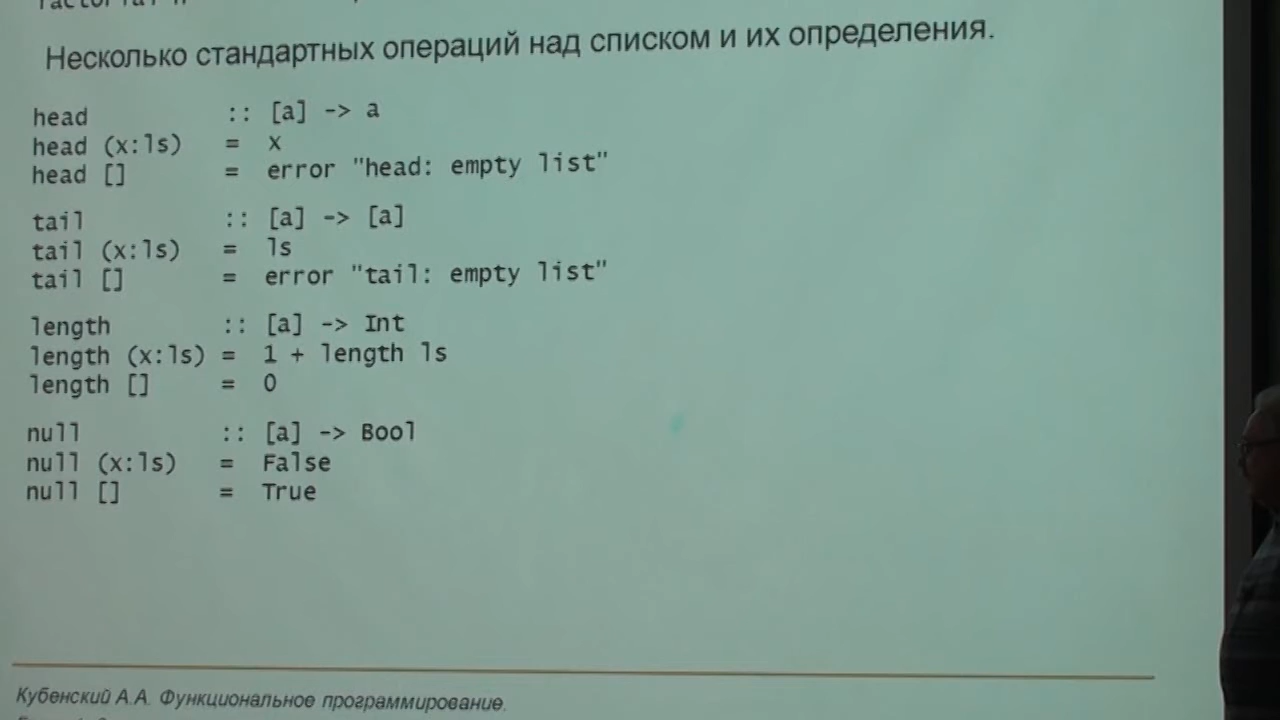 Несколько стандартных операций над списком и их определения.
head :: [a] -> a
head (x:ls) = x
head [] = error "head: empty list"
tail :: [a] -> [a]
tail (x:ls) = ls
tail [] = error "tail: empty list"
length :: [a] -> Int
length (x:ls) = 1 + length ls
length [] = 0
null :: [a] -> Bool
null (x:ls) = False
null [] = True
Кубенский А.А. Функциональное программирование.